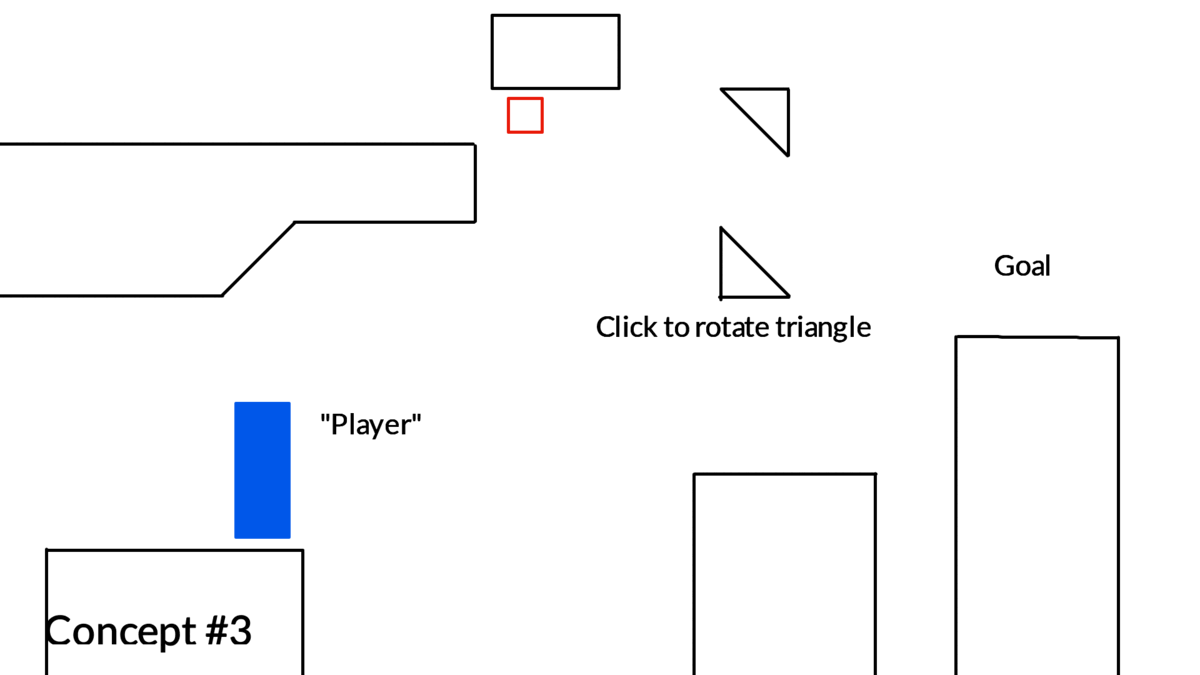 Goal
Click to rotate triangle
"Player"
Concept #3